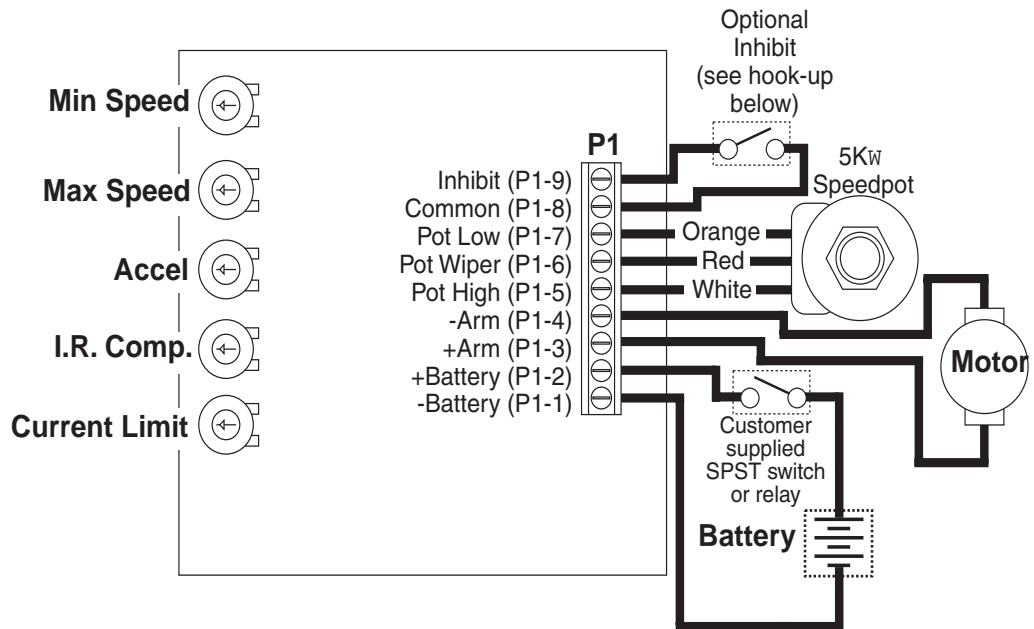 Optional
Inhibit
(see hook-up
below)
Min Speed
Max Speed
Accel
I.R. Comp.
Current Limit
P1
Inhibit (P1-9)
Common (P1-8)
Pot Low (P1-7)
Pot Wiper (P1-6)
Pot High (P1-5)
-Arm (P1-4)
+Arm (P1-3)
+Battery (P1-2)
-Battery (P1-1)
5KW
Speedpot
Orange
Red
White
Motor
Customer
supplied
SPST switch
or relay
Battery